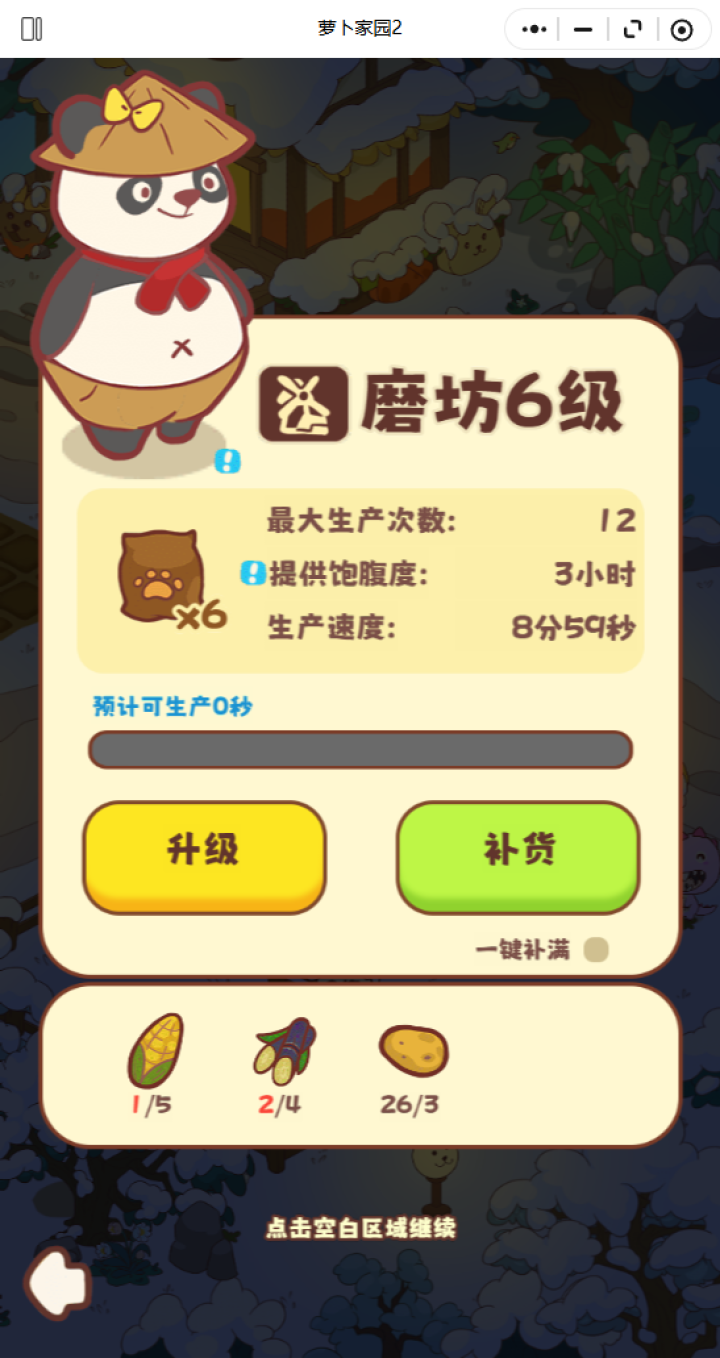 萝卜家园2
磨坊6级
最大生产次数: 12
提供饱腹度: 3小时
生产速度: 8分59秒
×6
预计可生产0秒
升级
补货
一键补满
1/5
2/4
26/3
点击空白区域继续